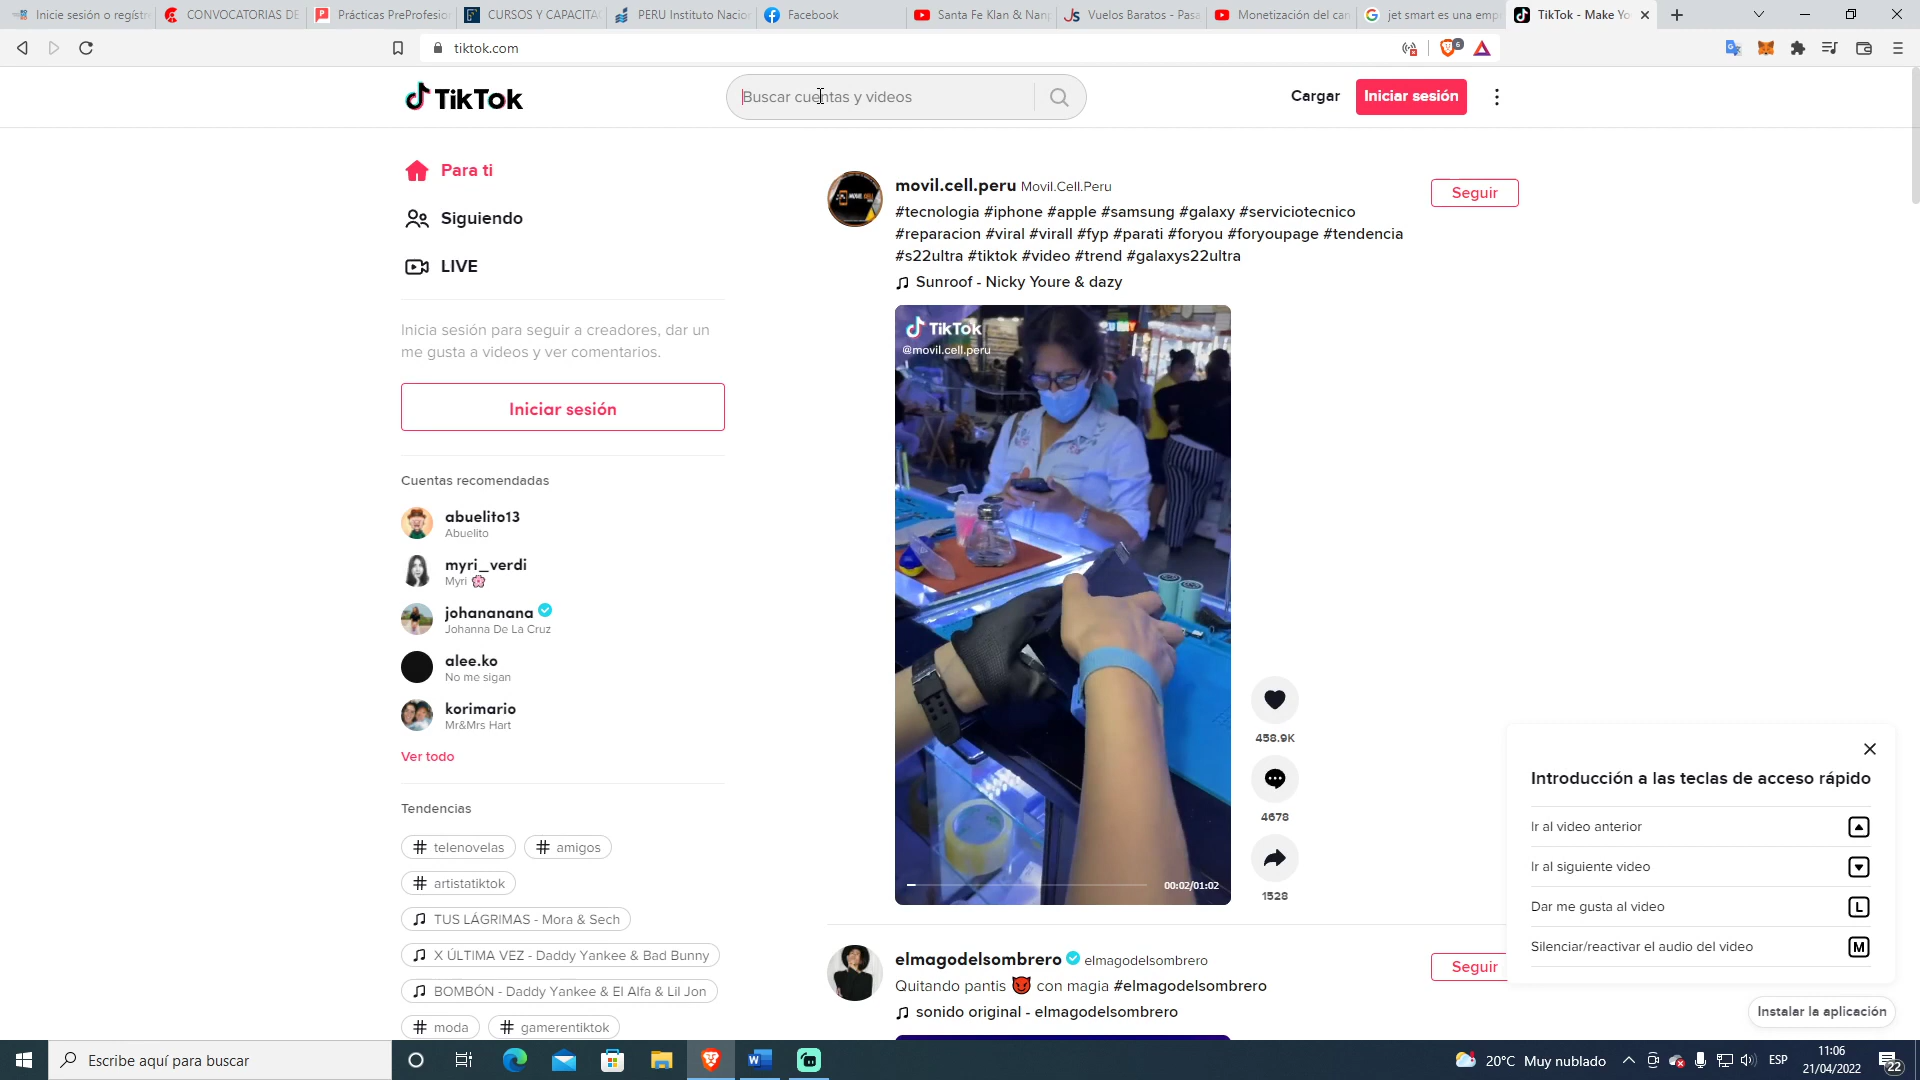 Inicie sesión o regístr
CONVOCATORIAS DE
Prácticas PreProfesio
CURSOS Y CAPACITA
PERU Instituto Nacio
Facebook
Santa Fe Klan & Nan
Vuelos Baratos - Pasa
Monetización del can
jet smart es una emp
TikTok - Make Yo
tiktok.com
6
TikTok
Buscar cuentas y videos
Cargar
Iniciar sesión
Para ti
Siguiendo
LIVE
Inicia sesión para seguir a creadores, dar un
me gusta a videos y ver comentarios.
Iniciar sesión
Cuentas recomendadas
abuelito13
Abuelito
myri_verdi
Myri 🌸
johananana
Johanna De La Cruz
alee.ko
No me sigan
korimario
Mr&Mrs Hart
Ver todo
Tendencias
# telenovelas
# amigos
# artistatiktok
TUS LÁGRIMAS - Mora & Sech
X ÚLTIMA VEZ - Daddy Yankee & Bad Bunny
BOMBÓN - Daddy Yankee & El Alfa & Lil Jon
# moda
# gamerentiktok
movil.cell.peru Movil.Cell.Peru
Seguir
#tecnologia #iphone #apple #samsung #galaxy #serviciotecnico
#reparacion #viral #virall #fyp #parati #foryou #foryoupage #tendencia
#s22ultra #tiktok #video #trend #galaxys22ultra
Sunroof - Nicky Youre & dazy
TikTok
@movil.cell.peru
00:02/01:02
458.9K
4678
1528
elmagodelsombrero elmagodelsombrero
Seguir
Quitando pantis 😈 con magia #elmagodelsombrero
sonido original - elmagodelsombrero
Introducción a las teclas de acceso rápido
Ir al video anterior
Ir al siguiente video
Dar me gusta al video
L
Silenciar/reactivar el audio del video
M
Instalar la aplicación
Escribe aquí para buscar
20°C Muy nublado
ESP
11:06
21/04/2022
22